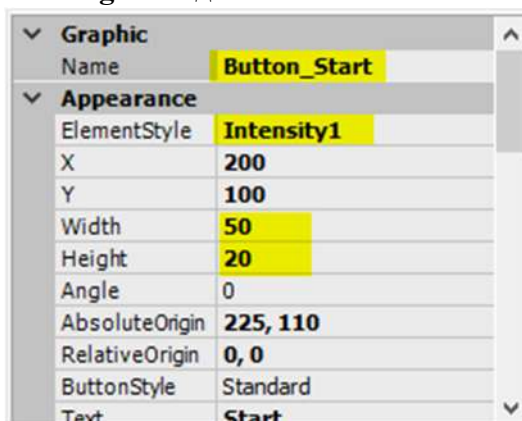 Graphic
Name Button_Start
Appearance
ElementStyle Intensity1
X 200
Y 100
Width 50
Height 20
Angle 0
AbsoluteOrigin 225, 110
RelativeOrigin 0, 0
ButtonStyle Standard
Text Start